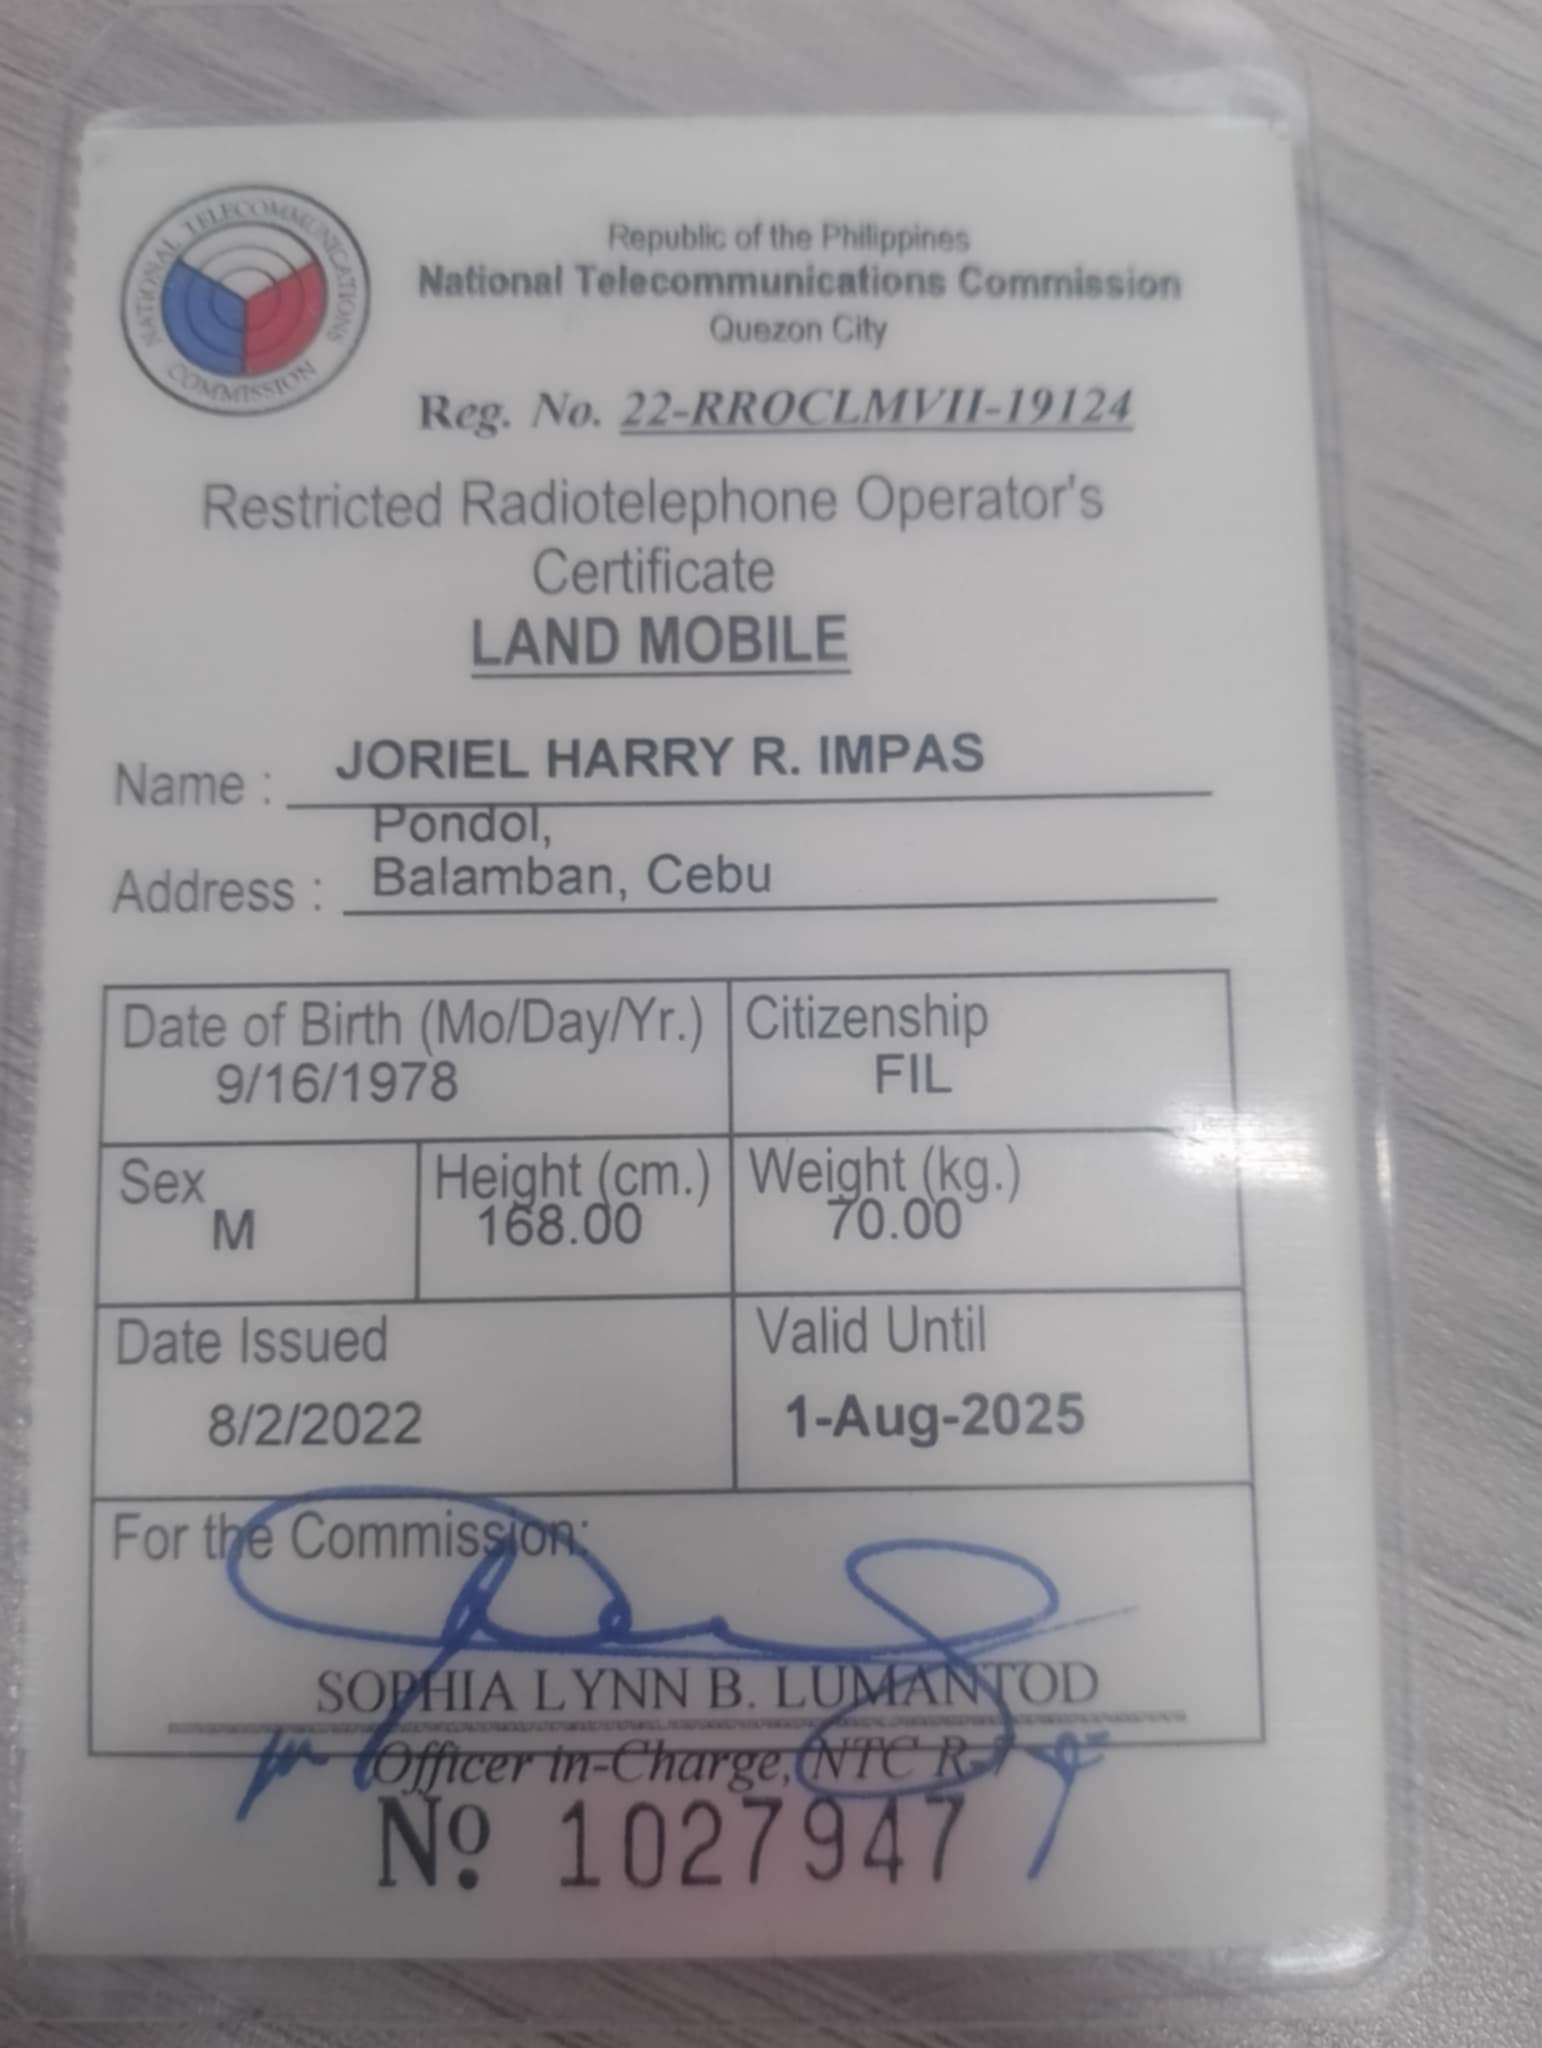 NATIONAL TELECOMMUNICATIONS COMMISSION
Republic of the Philippines
National Telecommunications Commission
Quezon City
Reg. No. 22-RROCLMVII-19124
Restricted Radiotelephone Operator's
Certificate
LAND MOBILE
Name : JORIEL HARRY R. IMPAS
Pondol,
Address : Balamban, Cebu
Date of Birth (Mo/Day/Yr.) Citizenship
9/16/1978 FIL
Sex Height (cm.) Weight (kg.)
M 168.00 70.00
Date Issued Valid Until
8/2/2022 1-Aug-2025
For the Commission:
SOPHIA LYNN B. LUMANTOD
Officer in-Charge, NTC
No. 1027947